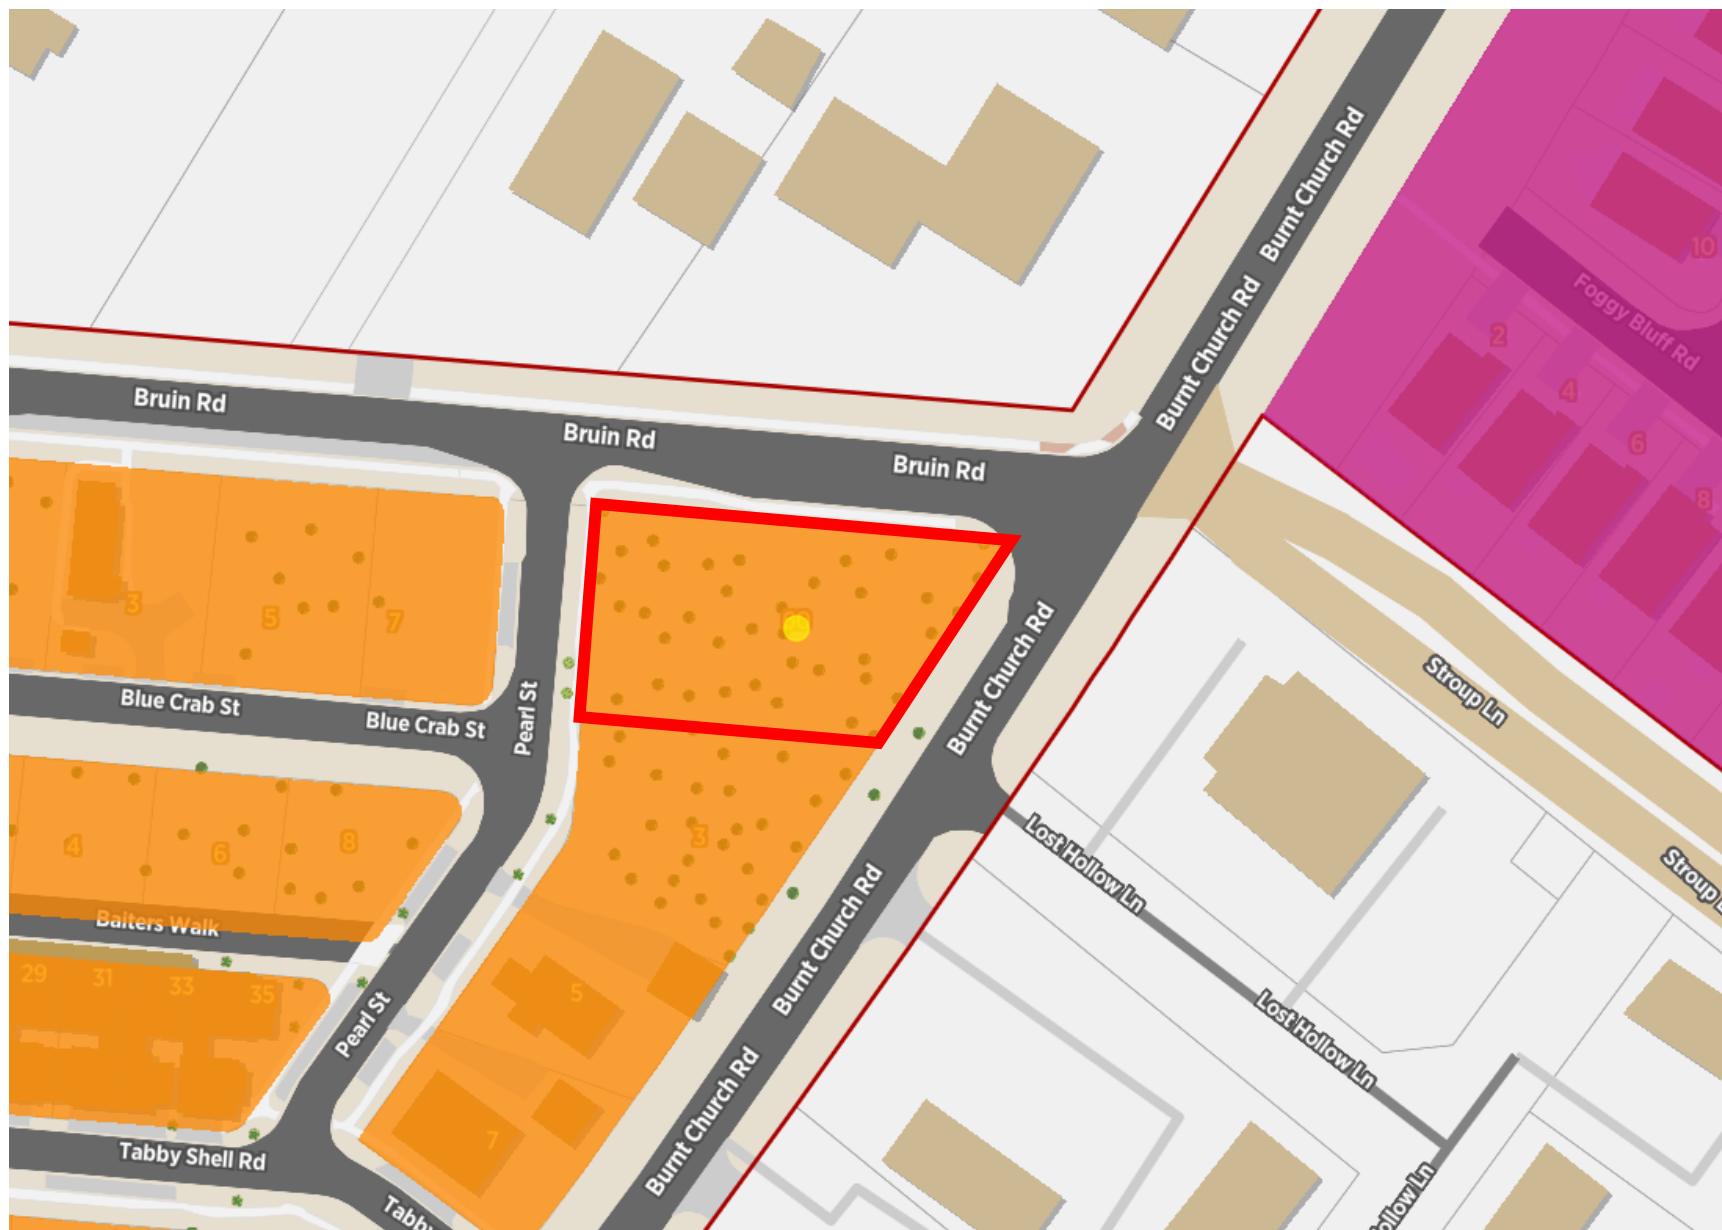 Burnt Church Rd
Burnt Church Rd
10
Foggy Bluff Rd
2
4
6
8
Bruin Rd
Bruin Rd
Bruin Rd
3
5
7
Blue Crab St
Blue Crab St
Pearl St
Burnt Church Rd
Stroup Ln
Stroup L
4
6
8
3
Lost Hollow Ln
Baiters Walk
29
31
33
35
5
Burnt Church Rd
Lost Hollow Ln
Pearl St
7
Burnt Church Rd
Tabby Shell Rd
Tabby
ollow Ln